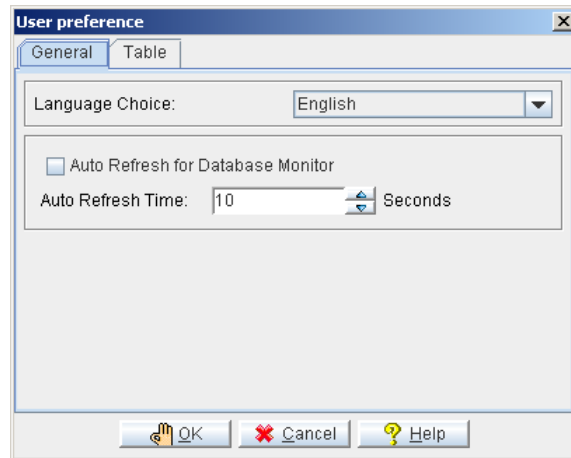 User preference
General Table
Language Choice: English
Auto Refresh for Database Monitor
Auto Refresh Time: 10 Seconds
OK Cancel Help